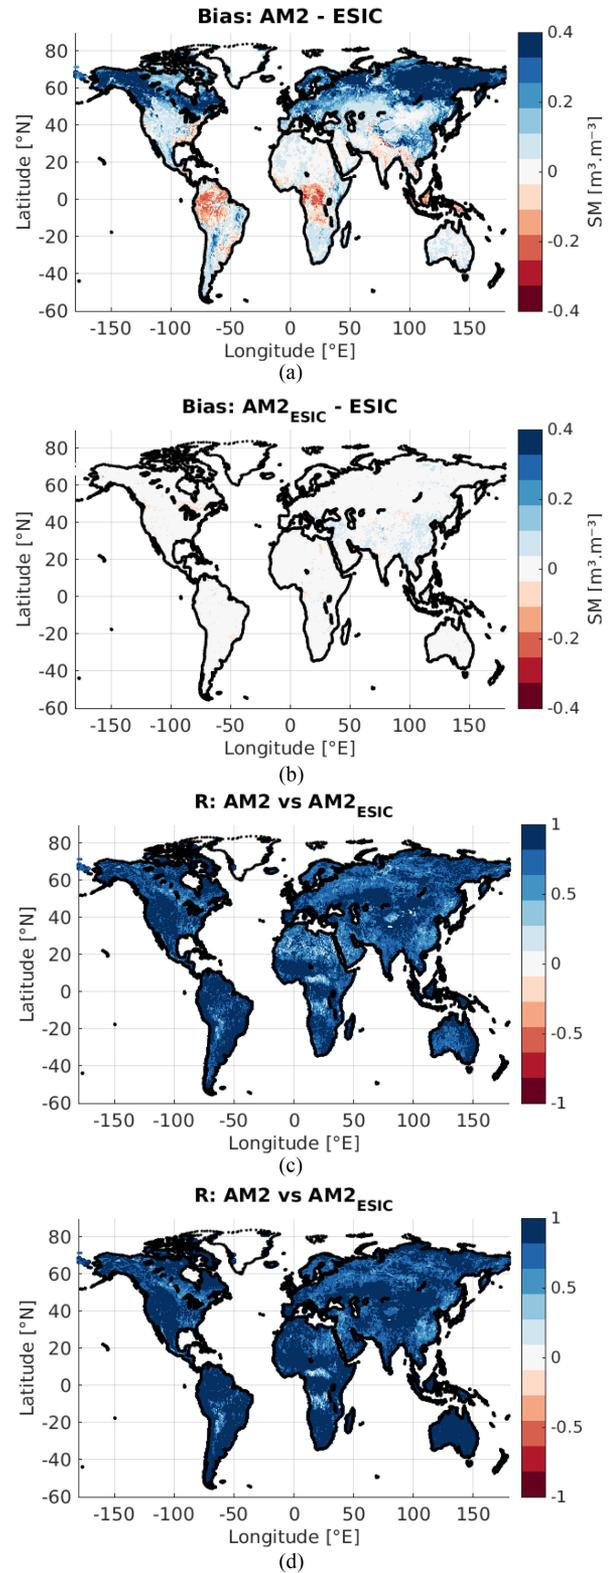 Bias: AM2 - ESIC
80
60
40
20
0
-20
-40
-60
Latitude [°N]
-150 -100 -50 0 50 100 150
Longitude [°E]
0.4
0.2
0
-0.2
-0.4
SM [m³.m⁻³]
(a)
Bias: AM2ESIC - ESIC
80
60
40
20
0
-20
-40
-60
Latitude [°N]
-150 -100 -50 0 50 100 150
Longitude [°E]
0.4
0.2
0
-0.2
-0.4
SM [m³.m⁻³]
(b)
R: AM2 vs AM2ESIC
80
60
40
20
0
-20
-40
-60
Latitude [°N]
-150 -100 -50 0 50 100 150
Longitude [°E]
1
0.5
0
-0.5
-1
(c)
R: AM2 vs AM2ESIC
80
60
40
20
0
-20
-40
-60
Latitude [°N]
-150 -100 -50 0 50 100 150
Longitude [°E]
1
0.5
0
-0.5
-1
(d)